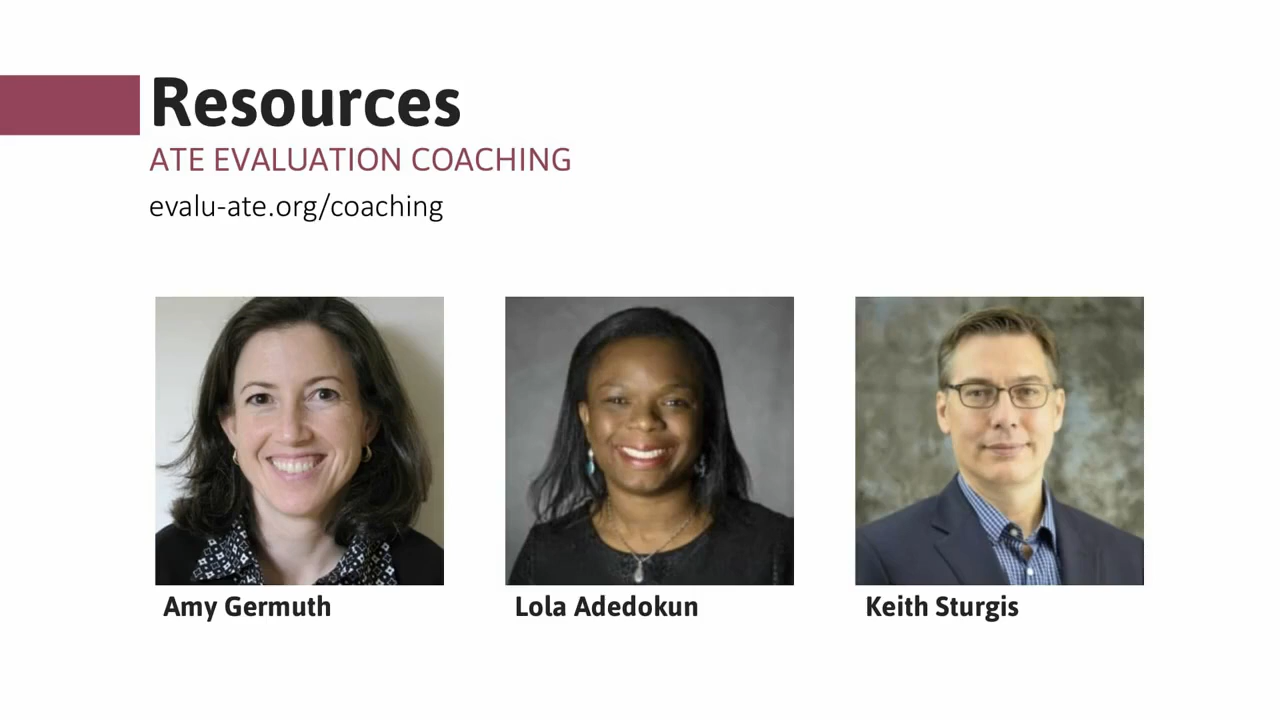 Resources
ATE EVALUATION COACHING
evalu-ate.org/coaching
Amy Germuth
Lola Adedokun
Keith Sturgis